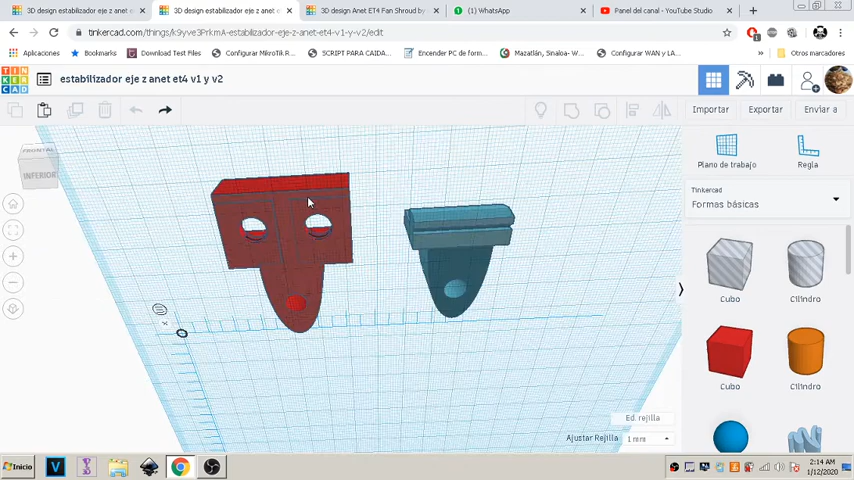 3D design estabilizador eje z anet e
3D design estabilizador eje z anet e
3D design Anet ET4 Fan Shroud by
(1) WhatsApp
Panel del canal - YouTube Studio
tinkercad.com/things/k9yve3PrkmA-estabilizador-eje-z-anet-et4-v1-y-v2/edit
Aplicaciones
Bookmarks
Download Test Files
Configurar MikroTik R
SCRIPT PARA CAIDA...
Encender PC de form...
Mazatlán, Sinaloa, W...
Configurar WAN y LA...
Otros marcadores
TIN
KER
CAD
estabilizador eje z anet et4 v1 y v2
Importar
Exportar
Enviar a
FRONTAL
INFERIOR
Plano de trabajo
Regla
Tinkercad
Formas básicas
Cubo
Cilindro
Cubo
Cilindro
Ed. rejilla
Ajustar Rejilla
1 mm
Inicio
2:14 AM
1/12/2020